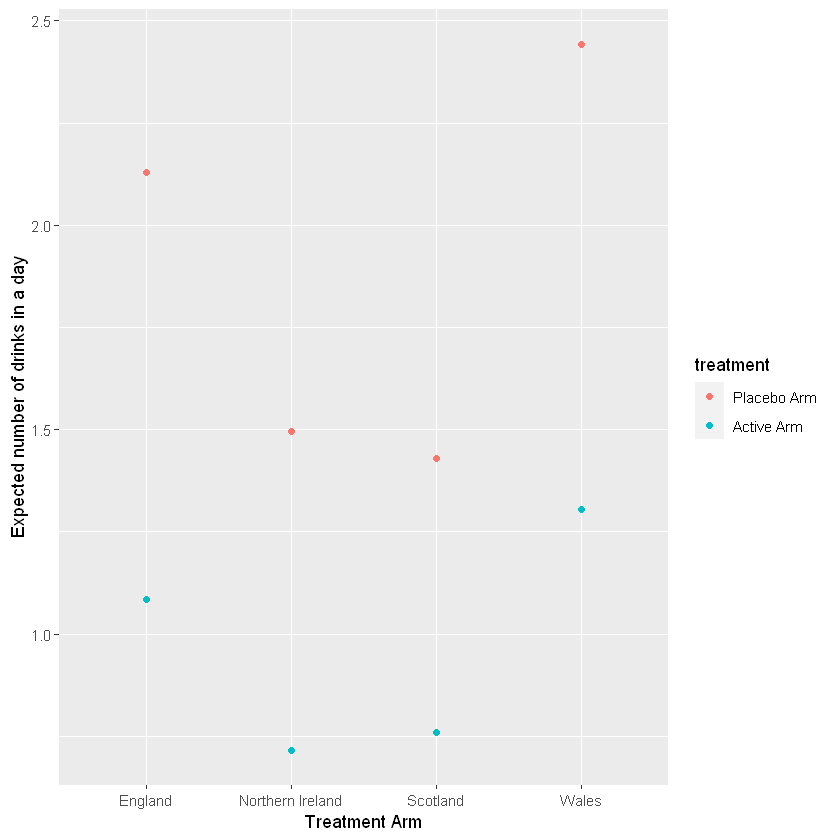 2.5
2.0
1.5
1.0
Expected number of drinks in a day
England Northern Ireland Scotland Wales
Treatment Arm
treatment
Placebo Arm
Active Arm